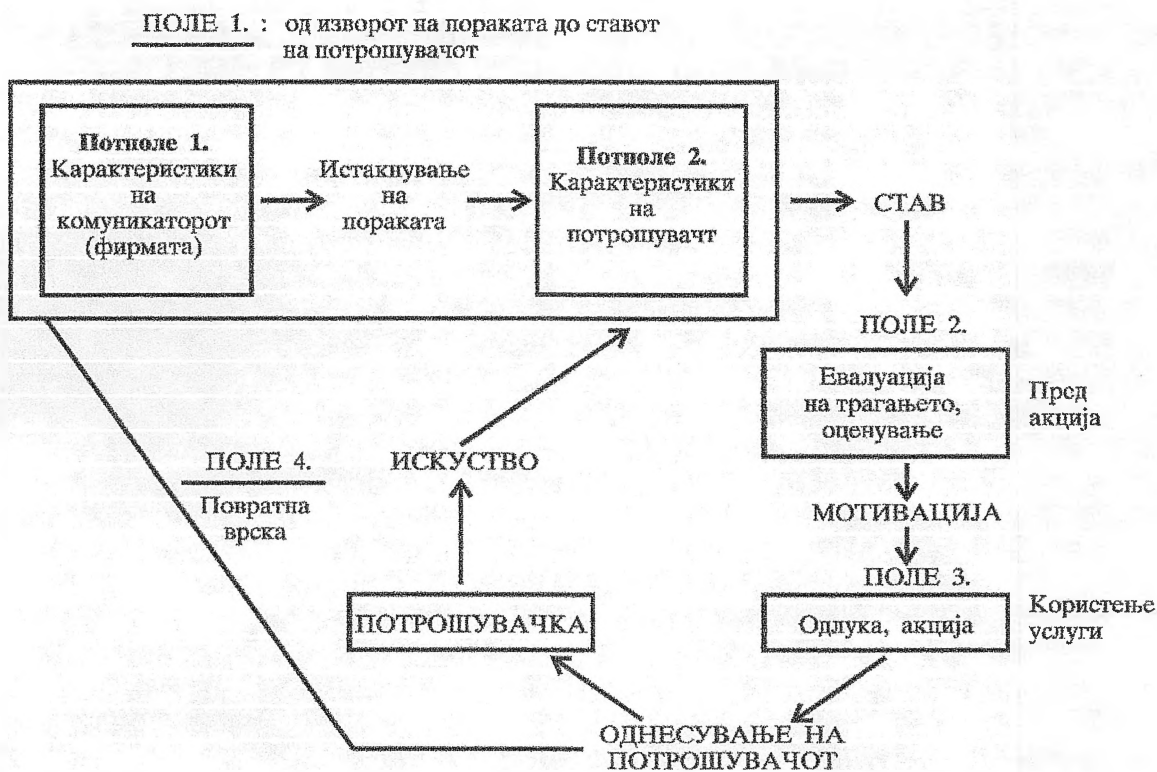 ПОЛЕ 1. : од изворот на пораката до ставот
на потрошувачот
Потполе 1.
Карактеристики
на
комуникаторот
(фирмата)
Истакнување
на
пораката
Потполе 2.
Карактеристики
на
потрошувачт
СТАВ
ПОЛЕ 2.
Евалуација
на трагањето,
оценување
Пред
акција
МОТИВАЦИЈА
ПОЛЕ 3.
Одлука, акција
Користење
услуги
ОДНЕСУВАЊЕ НА
ПОТРОШУВАЧОТ
ПОТРОШУВАЧКА
ИСКУСТВО
ПОЛЕ 4.
Повратна
врска